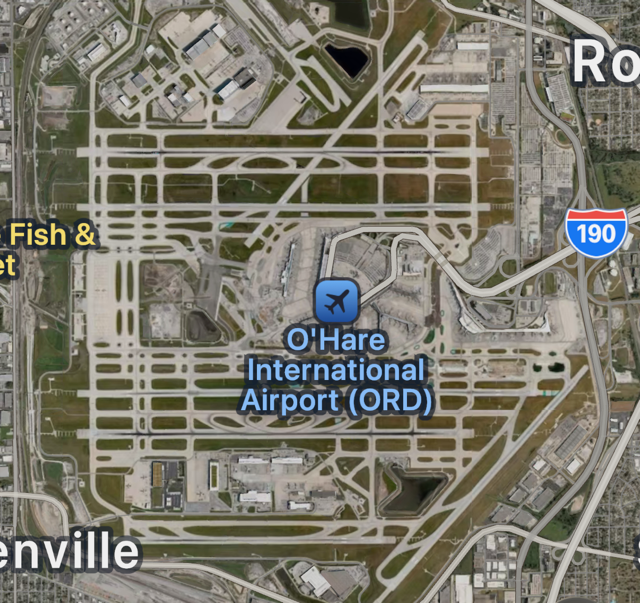 Ro
Fish &
et
190
O'Hare
International
Airport (ORD)
enville